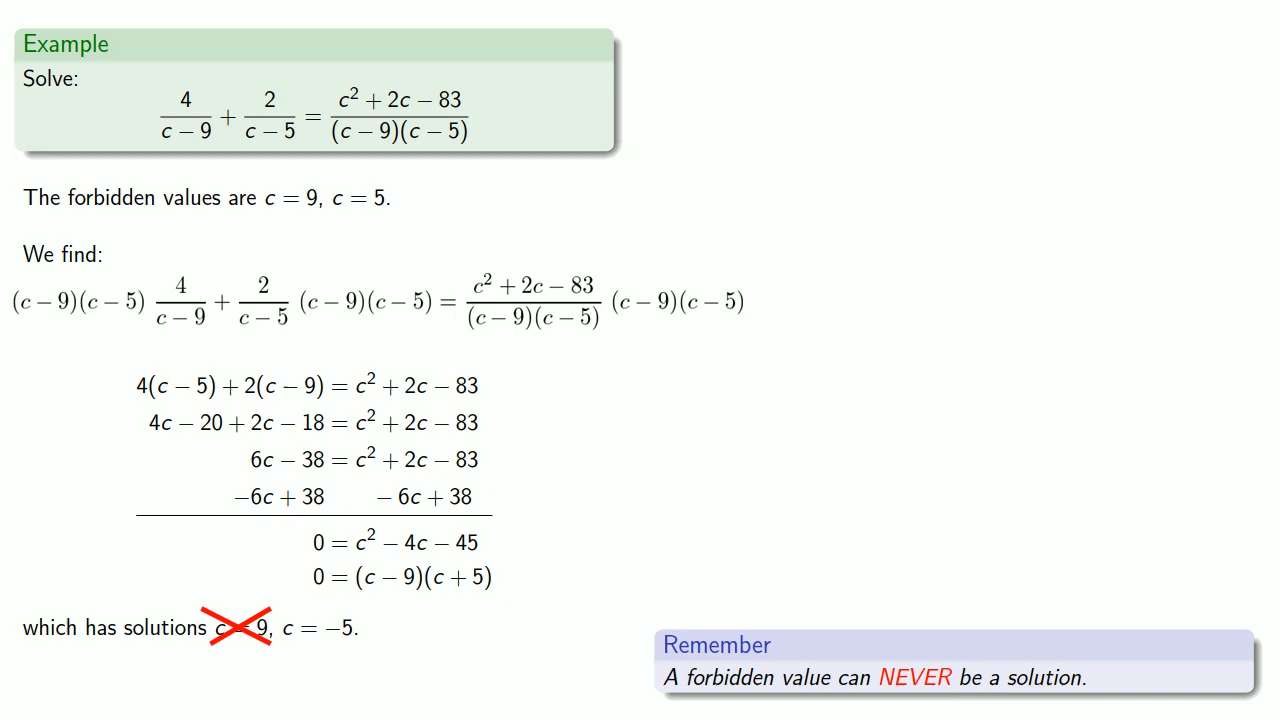 Example
Solve:
4/(c − 9) + 2/(c − 5) = (c² + 2c − 83)/((c − 9)(c − 5))
The forbidden values are c = 9, c = 5.
We find:
(c − 9)(c − 5) 4/(c − 9) + 2/(c − 5) (c − 9)(c − 5) = (c² + 2c − 83)/((c − 9)(c − 5)) (c − 9)(c − 5)
4(c − 5) + 2(c − 9) = c² + 2c − 83
4c − 20 + 2c − 18 = c² + 2c − 83
6c − 38 = c² + 2c − 83
−6c + 38 − 6c + 38
0 = c² − 4c − 45
0 = (c − 9)(c + 5)
which has solutions c = 9, c = −5.
Remember
A forbidden value can NEVER be a solution.